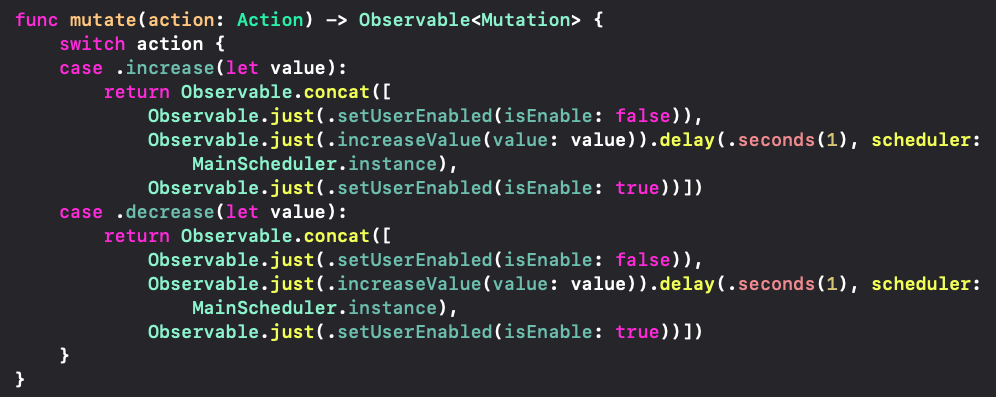 func mutate(action: Action) -> Observable<Mutation> {
    switch action {
    case .increase(let value):
        return Observable.concat([
            Observable.just(.setUserEnabled(isEnable: false)),
            Observable.just(.increaseValue(value: value)).delay(.seconds(1), scheduler:
                MainScheduler.instance),
            Observable.just(.setUserEnabled(isEnable: true))])
    case .decrease(let value):
        return Observable.concat([
            Observable.just(.setUserEnabled(isEnable: false)),
            Observable.just(.increaseValue(value: value)).delay(.seconds(1), scheduler:
                MainScheduler.instance),
            Observable.just(.setUserEnabled(isEnable: true))])
    }
}